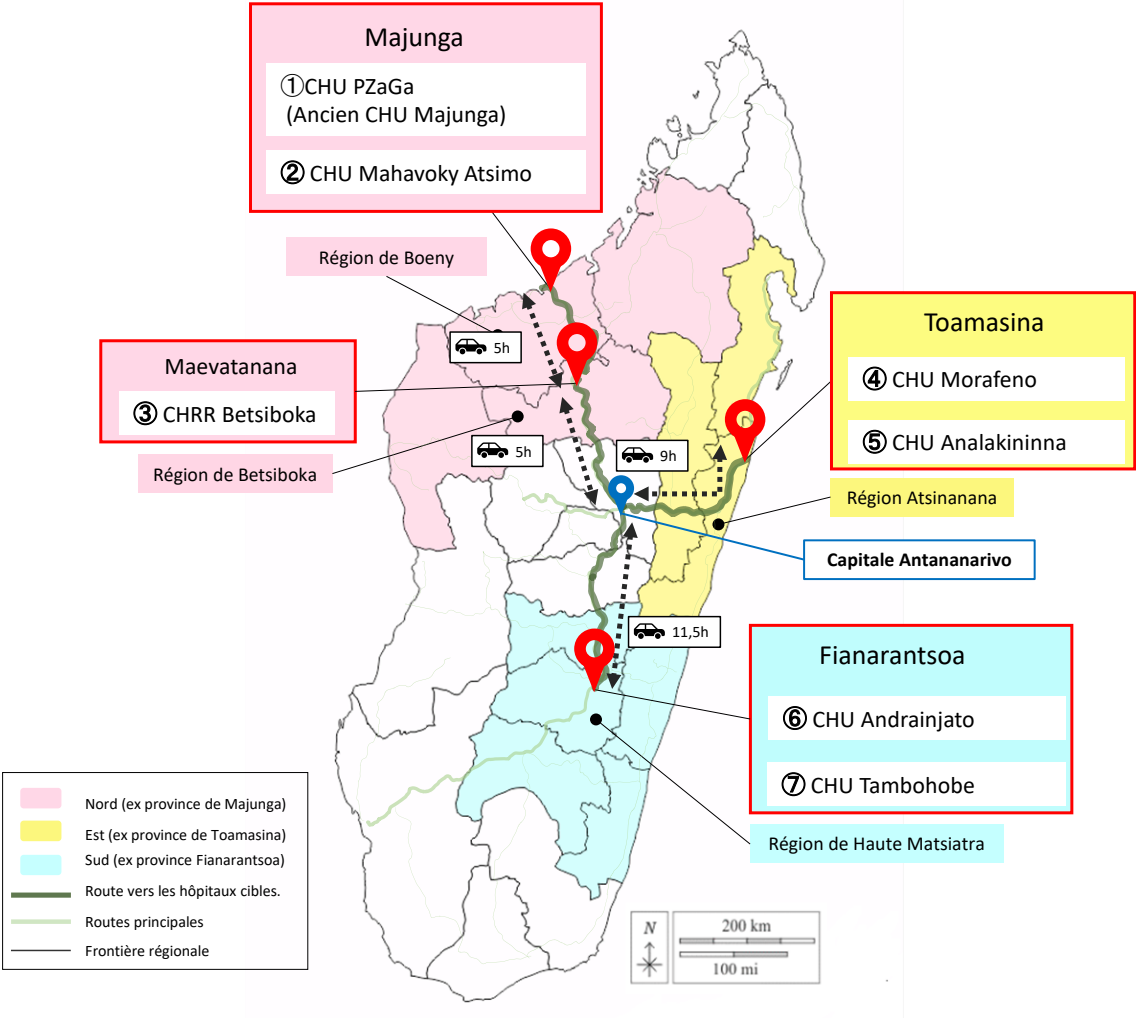 Majunga
①CHU PZaGa
(Ancien CHU Majunga)
② CHU Mahavoky Atsimo
Région de Boeny
5h
Maevatanana
③ CHRR Betsiboka
Région de Betsiboka
5h
9h
Toamasina
④ CHU Morafeno
⑤ CHU Analakininna
Région Atsinanana
Capitale Antananarivo
11,5h
Fianarantsoa
⑥ CHU Andrainjato
⑦ CHU Tambohobe
Région de Haute Matsiatra
Nord (ex province de Majunga)
Est (ex province de Toamasina)
Sud (ex province Fianarantsoa)
Route vers les hôpitaux cibles.
Routes principales
Frontière régionale
N
200 km
100 mi